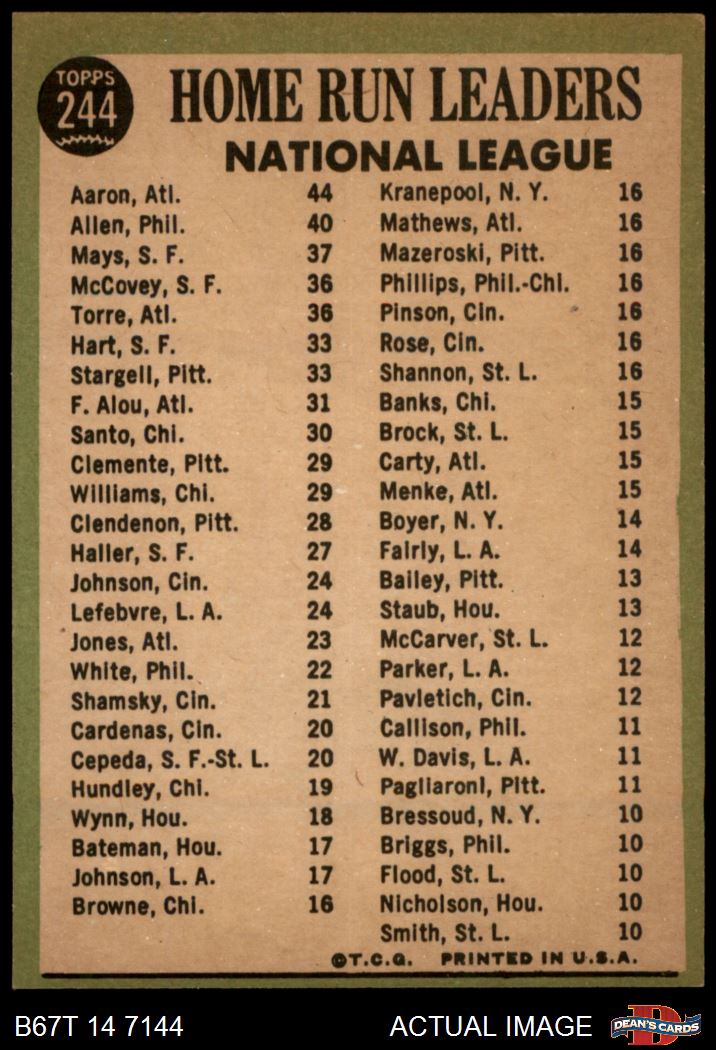 TOPPS
244
HOME RUN LEADERS
NATIONAL LEAGUE
Aaron, Atl. 44
Allen, Phil. 40
Mays, S. F. 37
McCovey, S. F. 36
Torre, Atl. 36
Hart, S. F. 33
Stargell, Pitt. 33
F. Alou, Atl. 31
Santo, Chi. 30
Clemente, Pitt. 29
Williams, Chi. 29
Clendenon, Pitt. 28
Haller, S. F. 27
Johnson, Cin. 24
Lefebvre, L. A. 24
Jones, Atl. 23
White, Phil. 22
Shamsky, Cin. 21
Cardenas, Cin. 20
Cepeda, S. F.-St. L. 20
Hundley, Chi. 19
Wynn, Hou. 18
Bateman, Hou. 17
Johnson, L. A. 17
Browne, Chi. 16
Kranepool, N. Y. 16
Mathews, Atl. 16
Mazeroski, Pitt. 16
Phillips, Phil.-Chi. 16
Pinson, Cin. 16
Rose, Cin. 16
Shannon, St. L. 16
Banks, Chi. 15
Brock, St. L. 15
Carty, Atl. 15
Menke, Atl. 15
Boyer, N. Y. 14
Fairly, L. A. 14
Bailey, Pitt. 13
Staub, Hou. 13
McCarver, St. L. 12
Parker, L. A. 12
Pavletich, Cin. 12
Callison, Phil. 11
W. Davis, L. A. 11
Pagliaroni, Pitt. 11
Bressoud, N. Y. 10
Briggs, Phil. 10
Flood, St. L. 10
Nicholson, Hou. 10
Smith, St. L. 10
©T.C.G. PRINTED IN U.S.A.
B67T 14 7144
ACTUAL IMAGE
B
DEAN'S CARDS